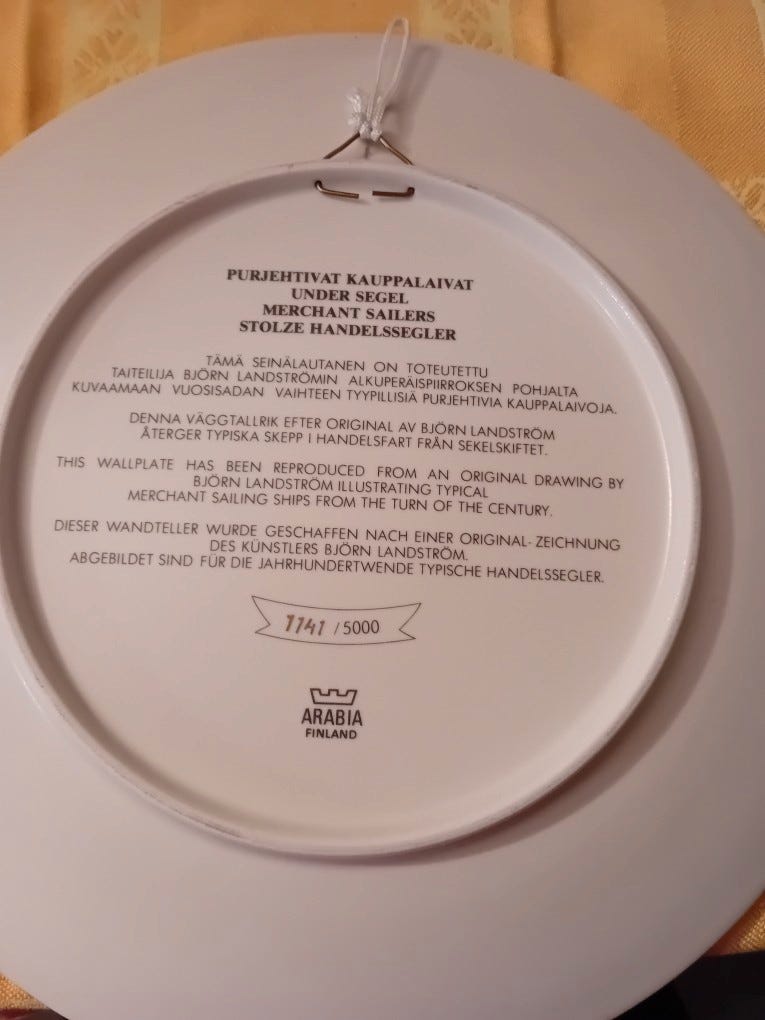 PURJEHTIVAT KAUPPALAIVAT
UNDER SEGEL
MERCHANT SAILERS
STOLZE HANDELSSEGLER
TÄMÄ SEINÄLAUTANEN ON TOTEUTETTU
TAITEILIJA BJÖRN LANDSTRÖMIN ALKUPERÄISPIIRROKSEN POHJALTA
KUVAAMAAN VUOSISADAN VAIHTEEN TYYPILLISIÄ PURJEHTIVIA KAUPPALAIVOJA.
DENNA VÄGGTALLRIK EFTER ORIGINAL AV BJÖRN LANDSTRÖM
ÅTERGER TYPISKA SKEPP I HANDELSFART FRÅN SEKELSKIFTET.
THIS WALLPLATE HAS BEEN REPRODUCED FROM AN ORIGINAL DRAWING BY
BJÖRN LANDSTRÖM ILLUSTRATING TYPICAL
MERCHANT SAILING SHIPS FROM THE TURN OF THE CENTURY.
DIESER WANDTELLER WURDE GESCHAFFEN NACH EINER ORIGINAL-ZEICHNUNG
DES KÜNSTLERS BJÖRN LANDSTRÖM.
ABGEBILDET SIND FÜR DIE JAHRHUNDERTWENDE TYPISCHE HANDELSSEGLER.
1141 / 5000
ARABIA
FINLAND